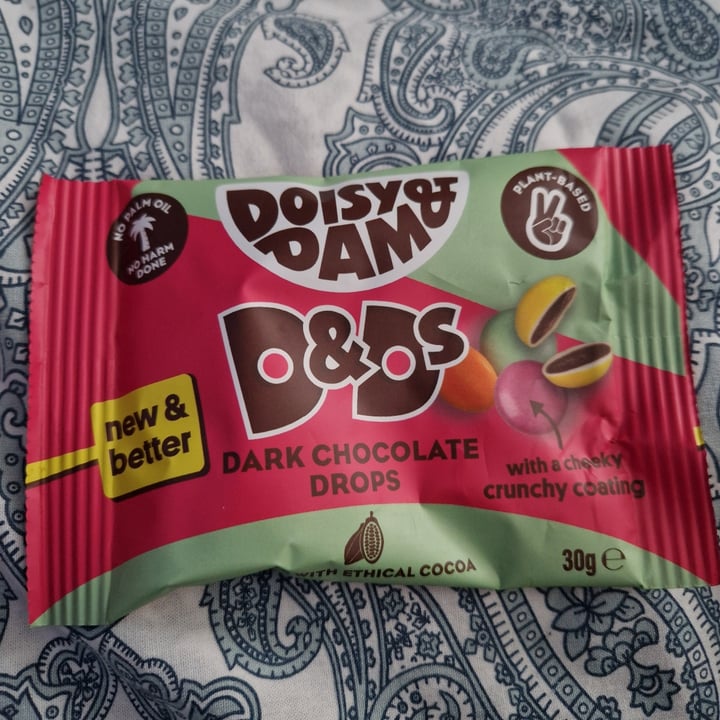 NO PALM OIL
NO HARM
DONE
DOISY &
DAM
PLANT-BASED
D&Ds
new &
better
DARK CHOCOLATE
DROPS
with a cheeky
crunchy coating
WITH ETHICAL COCOA
30g ℮